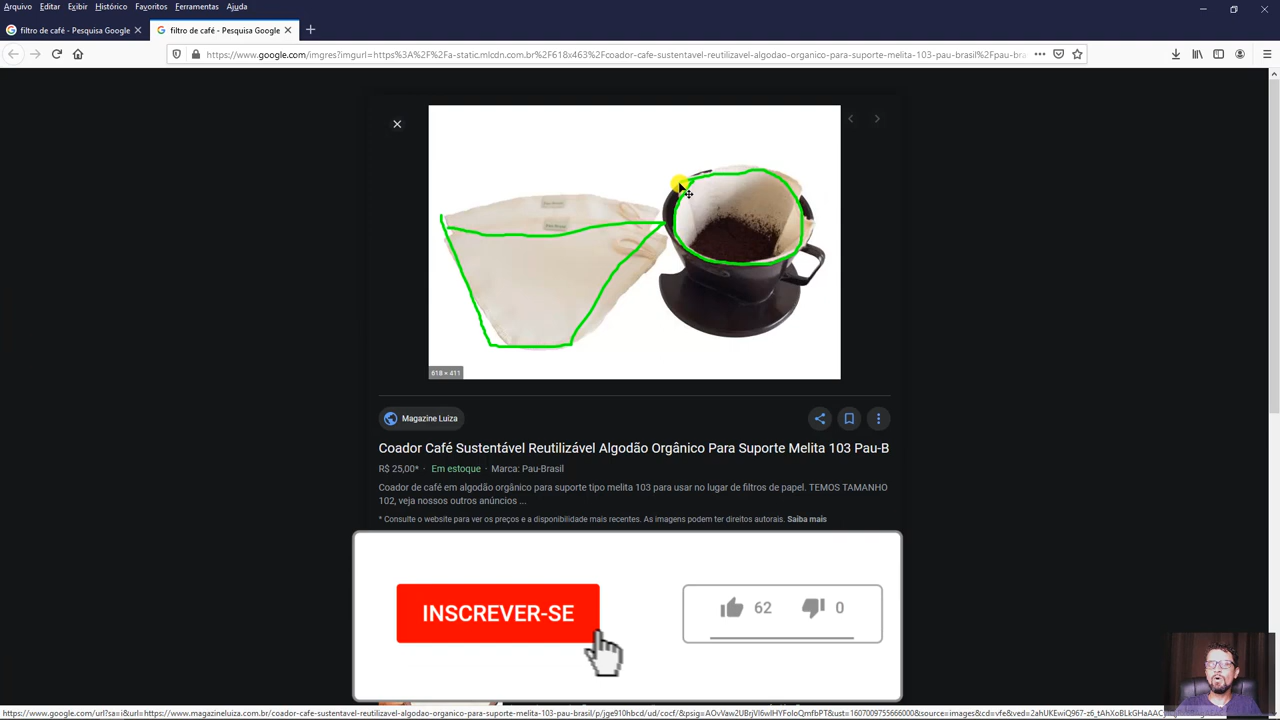 Arquivo Editar Exibir Histórico Favoritos Ferramentas Ajuda
filtro de café - Pesquisa Google
filtro de café - Pesquisa Google
https://www.google.com/imgres?imgurl=https%3A%2F%2Fa-static.mlcdn.com.br%2F618x463%2Fcoador-cafe-sustentavel-reutilizavel-algodao-organico-para-suporte-melita-103-pau-brasil%2Fpau-bra
618 × 411
Magazine Luiza
Coador Café Sustentável Reutilizável Algodão Orgânico Para Suporte Melita 103 Pau-B
R$ 25,00* · Em estoque · Marca: Pau-Brasil
Coador de café em algodão orgânico para suporte tipo melita 103 para usar no lugar de filtros de papel. TEMOS TAMANHO
102, veja nossos outros anúncios ...
* Consulte o website para ver os preços e a disponibilidade mais recentes. As imagens podem ter direitos autorais. Saiba mais
INSCREVER-SE
62 0